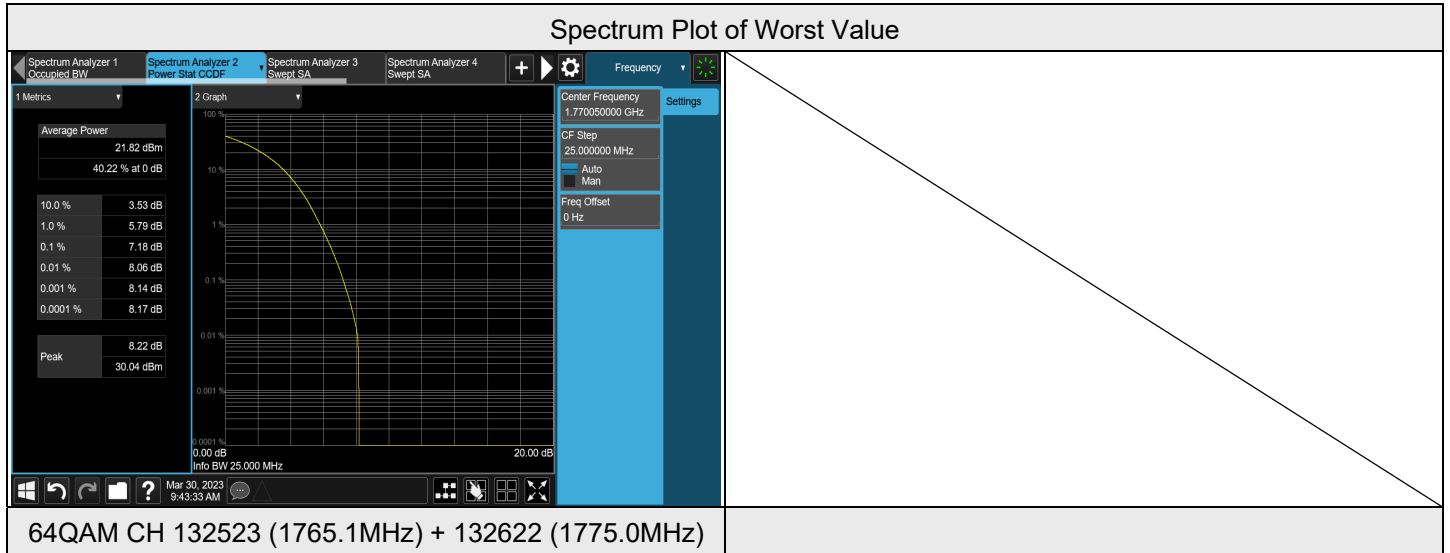 Spectrum Plot of Worst Value
Spectrum Analyzer 1
Occupied BW
Spectrum Analyzer 2
Power Stat CCDF
Spectrum Analyzer 3
Swept SA
Spectrum Analyzer 4
Swept SA
+
Frequency
1 Metrics
2 Graph
Average Power
21.82 dBm
40.22 % at 0 dB
10.0 % 3.53 dB
1.0 % 5.79 dB
0.1 % 7.18 dB
0.01 % 8.06 dB
0.001 % 8.14 dB
0.0001 % 8.17 dB
Peak
8.22 dB
30.04 dBm
100 %
10 %
1 %
0.1 %
0.01 %
0.001 %
0.0001 %
0.00 dB 20.00 dB
Info BW 25.000 MHz
Center Frequency
1.770050000 GHz
Settings
CF Step
25.000000 MHz
Auto
Man
Freq Offset
0 Hz
?
Mar 30, 2023
9:43:33 AM
64QAM CH 132523 (1765.1MHz) + 132622 (1775.0MHz)